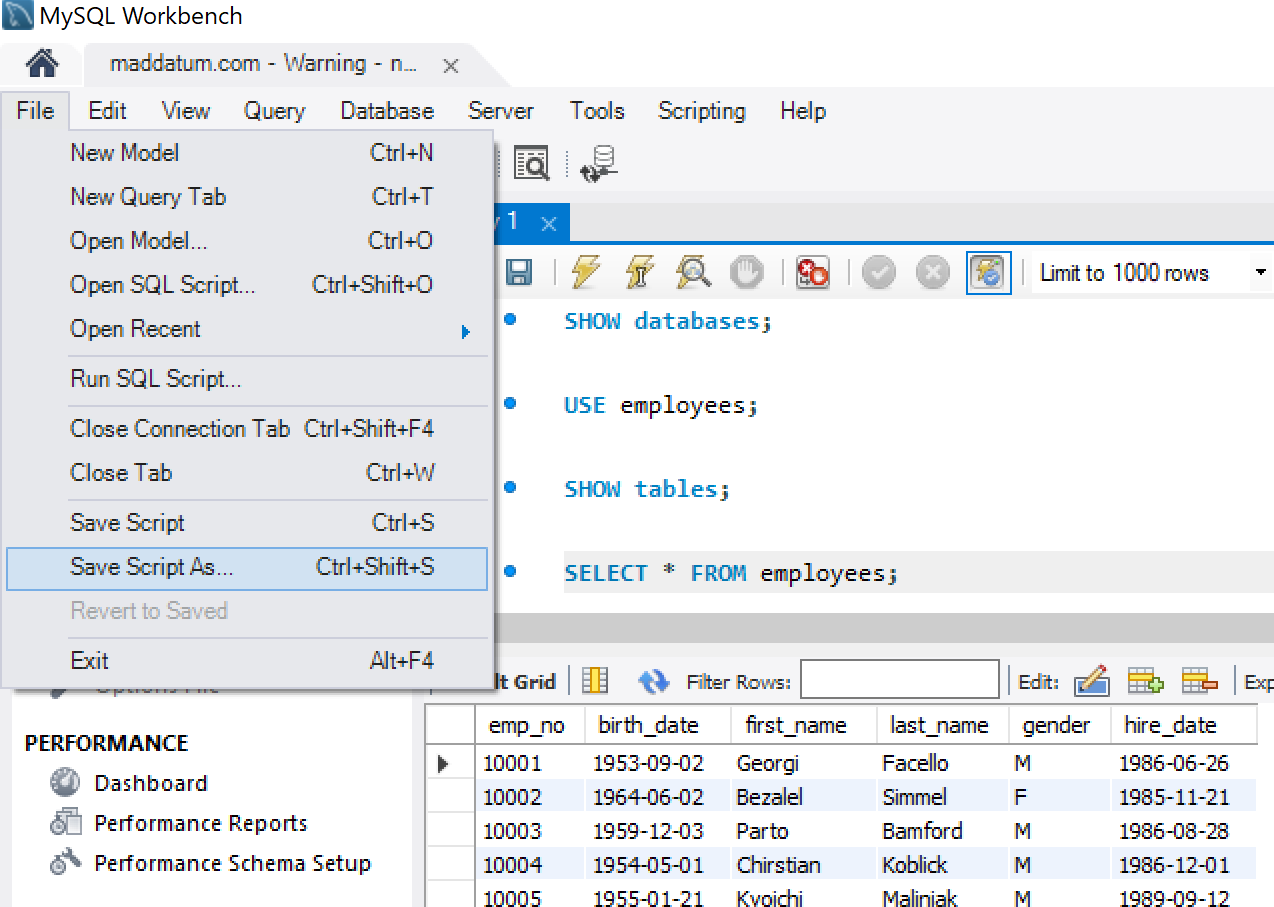 MySQL Workbench
maddatum.com - Warning - n...
File Edit View Query Database Server Tools Scripting Help
New Model Ctrl+N
New Query Tab Ctrl+T
Open Model... Ctrl+O
Open SQL Script... Ctrl+Shift+O
Open Recent
Run SQL Script...
Close Connection Tab Ctrl+Shift+F4
Close Tab Ctrl+W
Save Script Ctrl+S
Save Script As... Ctrl+Shift+S
Revert to Saved
Exit Alt+F4
y 1
Limit to 1000 rows
SHOW databases;
USE employees;
SHOW tables;
SELECT * FROM employees;
Options File
PERFORMANCE
Dashboard
Performance Reports
Performance Schema Setup
lt Grid Filter Rows: Edit: Exp
emp_no birth_date first_name last_name gender hire_date
10001 1953-09-02 Georgi Facello M 1986-06-26
10002 1964-06-02 Bezalel Simmel F 1985-11-21
10003 1959-12-03 Parto Bamford M 1986-08-28
10004 1954-05-01 Chirstian Koblick M 1986-12-01
10005 1955-01-21 Kyoichi Maliniak M 1989-09-12